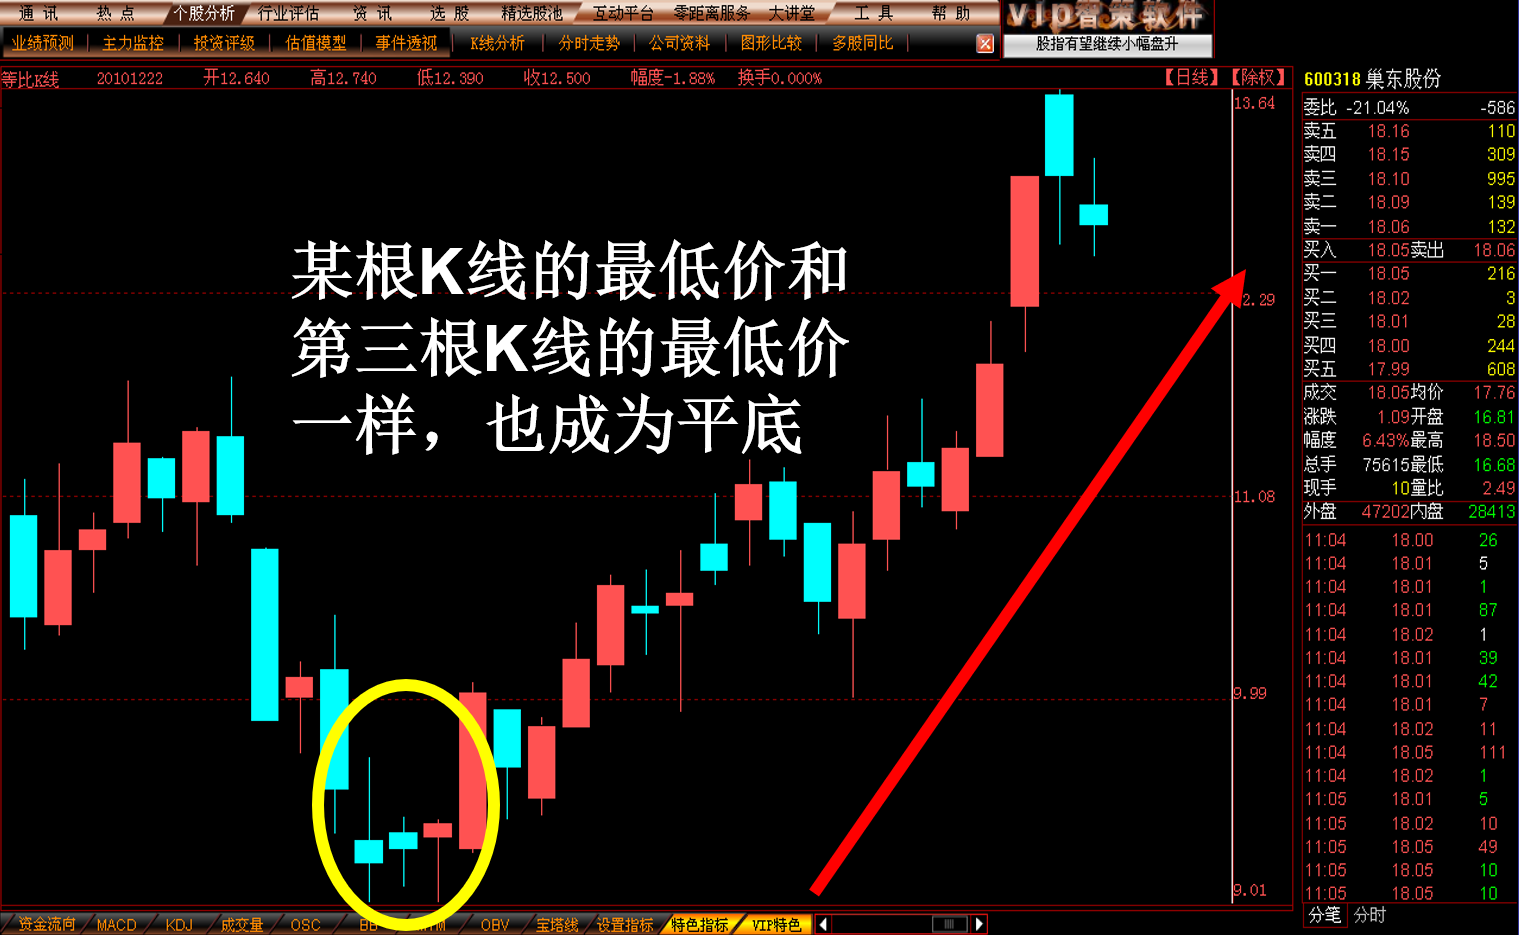 通 讯 热 点 个股分析 行业评估 资 讯 选 股 精选股池 互动平台 零距离服务 大讲堂 工 具 帮 助
vip智策软件
业绩预测 主力监控 投资评级 估值模型 事件透视 K线分析 分时走势 公司资料 图形比较 多股同比
股指有望继续小幅盘升
等比K线 20101222 开12.640 高12.740 低12.390 收12.500 幅度-1.88% 换手0.000% 【日线】【除权】
13.64
某根K线的最低价和
12.29
第三根K线的最低价
一样，也成为平底
11.08
9.99
9.01
600318 巢东股份
委比 -21.04% -586
卖五 18.16 110
卖四 18.15 309
卖三 18.10 995
卖二 18.09 139
卖一 18.06 132
买入 18.05 卖出 18.06
买一 18.05 216
买二 18.02 3
买三 18.01 28
买四 18.00 244
买五 17.99 608
成交 18.05 均价 17.76
涨跌 1.09 开盘 16.81
幅度 6.43% 最高 18.50
总手 75615 最低 16.68
现手 10 量比 2.49
外盘 47202 内盘 28413
11:04 18.00 26
11:04 18.01 5
11:04 18.01 1
11:04 18.01 87
11:04 18.02 1
11:04 18.01 39
11:04 18.01 42
11:04 18.01 7
11:04 18.02 11
11:04 18.05 111
11:04 18.02 1
11:05 18.01 5
11:05 18.02 10
11:05 18.05 49
11:05 18.05 10
11:05 18.05 10
分笔 分时
资金流向 MACD KDJ 成交量 OSC OBV 宝塔线 设置指标 特色指标 VIP特色